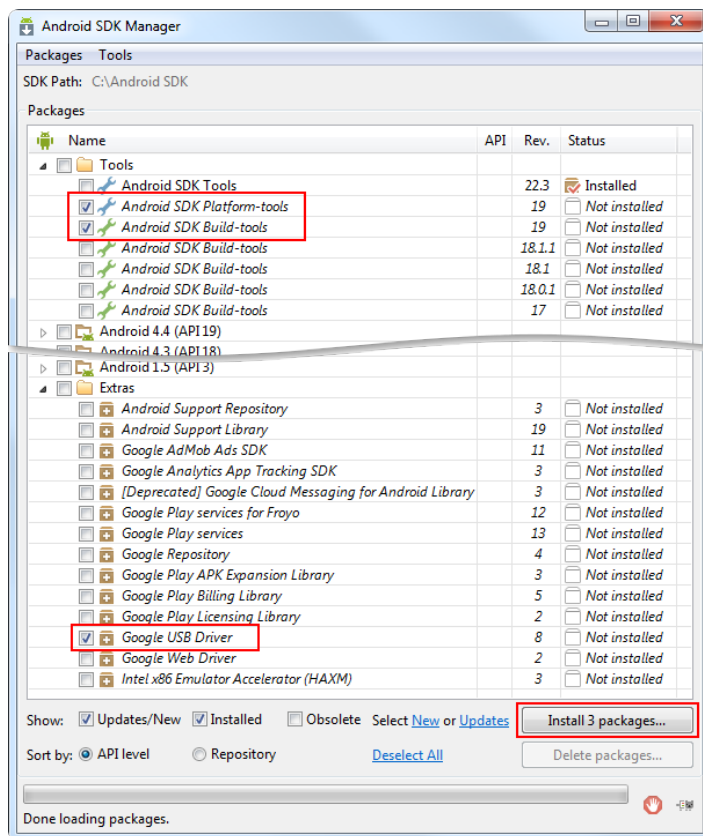 Android SDK Manager
Packages Tools
SDK Path: C:\Android SDK
Packages
Name API Rev. Status
Tools
Android SDK Tools 22.3 Installed
Android SDK Platform-tools 19 Not installed
Android SDK Build-tools 19 Not installed
Android SDK Build-tools 18.1.1 Not installed
Android SDK Build-tools 18.1 Not installed
Android SDK Build-tools 18.0.1 Not installed
Android SDK Build-tools 17 Not installed
Android 4.4 (API 19)
Android 4.3 (API 18)
Android 1.5 (API 3)
Extras
Android Support Repository 3 Not installed
Android Support Library 19 Not installed
Google AdMob Ads SDK 11 Not installed
Google Analytics App Tracking SDK 3 Not installed
[Deprecated] Google Cloud Messaging for Android Library 3 Not installed
Google Play services for Froyo 12 Not installed
Google Play services 13 Not installed
Google Repository 4 Not installed
Google Play APK Expansion Library 3 Not installed
Google Play Billing Library 5 Not installed
Google Play Licensing Library 2 Not installed
Google USB Driver 8 Not installed
Google Web Driver 2 Not installed
Intel x86 Emulator Accelerator (HAXM) 3 Not installed
Show: Updates/New Installed Obsolete Select New or Updates Install 3 packages...
Sort by: API level Repository Deselect All Delete packages...
Done loading packages.